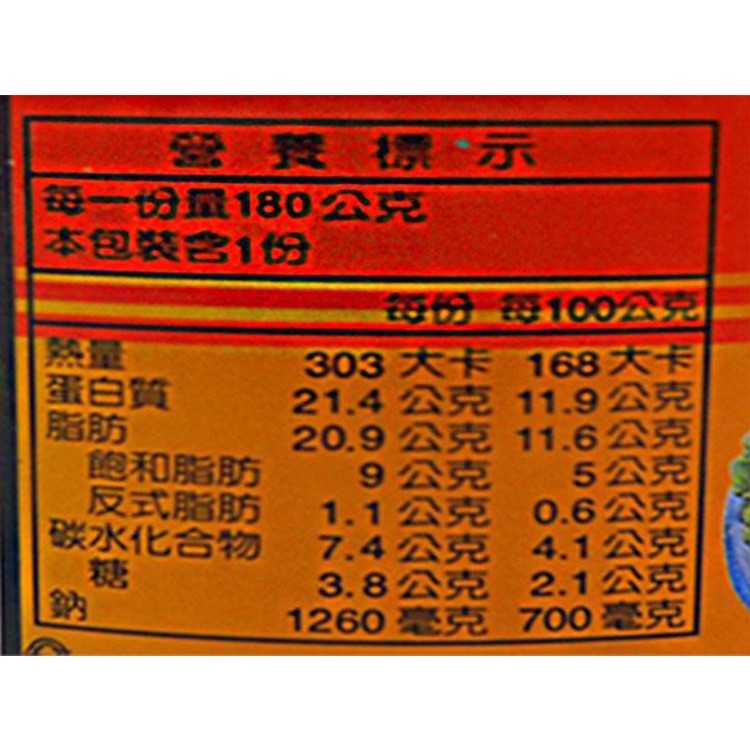 營養標示
每一份量180公克
本包裝含1份
每份 每100公克
熱量 303 大卡 168 大卡
蛋白質 21.4 公克 11.9 公克
脂肪 20.9 公克 11.6 公克
飽和脂肪 9 公克 5 公克
反式脂肪 1.1 公克 0.6 公克
碳水化合物 7.4 公克 4.1 公克
糖 3.8 公克 2.1 公克
鈉 1260 毫克 700 毫克